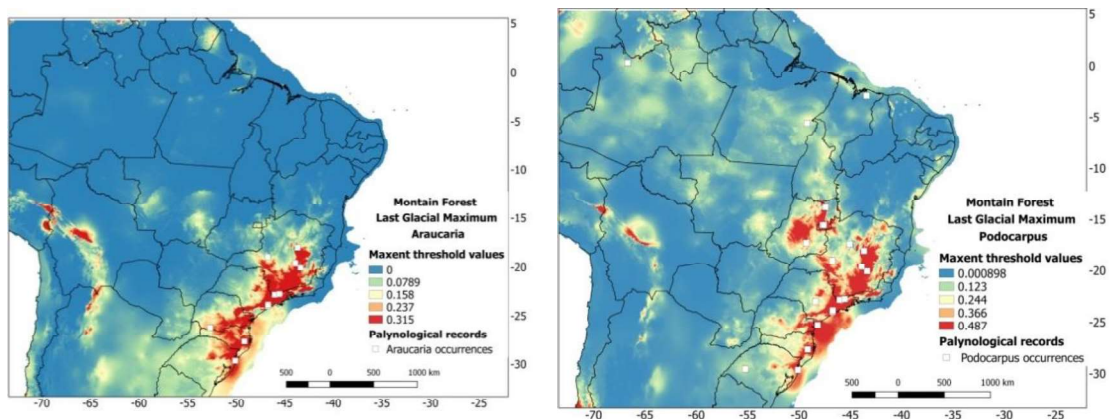 5
0
-5
-10
-15
-20
-25
-30
Montain Forest
Last Glacial Maximum
Araucaria
Maxent threshold values
0
0.0789
0.158
0.237
0.315
Palynological records
Araucaria occurrences
500 0 500 1000 km
-70 -65 -60 -55 -50 -45 -40 -35 -30 -25
5
0
-5
-10
-15
-20
-25
-30
Montain Forest
Last Glacial Maximum
Podocarpus
Maxent threshold values
0.000898
0.123
0.244
0.366
0.487
Palynological records
Podocarpus occurrences
500 0 500 1000 km
-70 -65 -60 -55 -50 -45 -40 -35 -30 -25